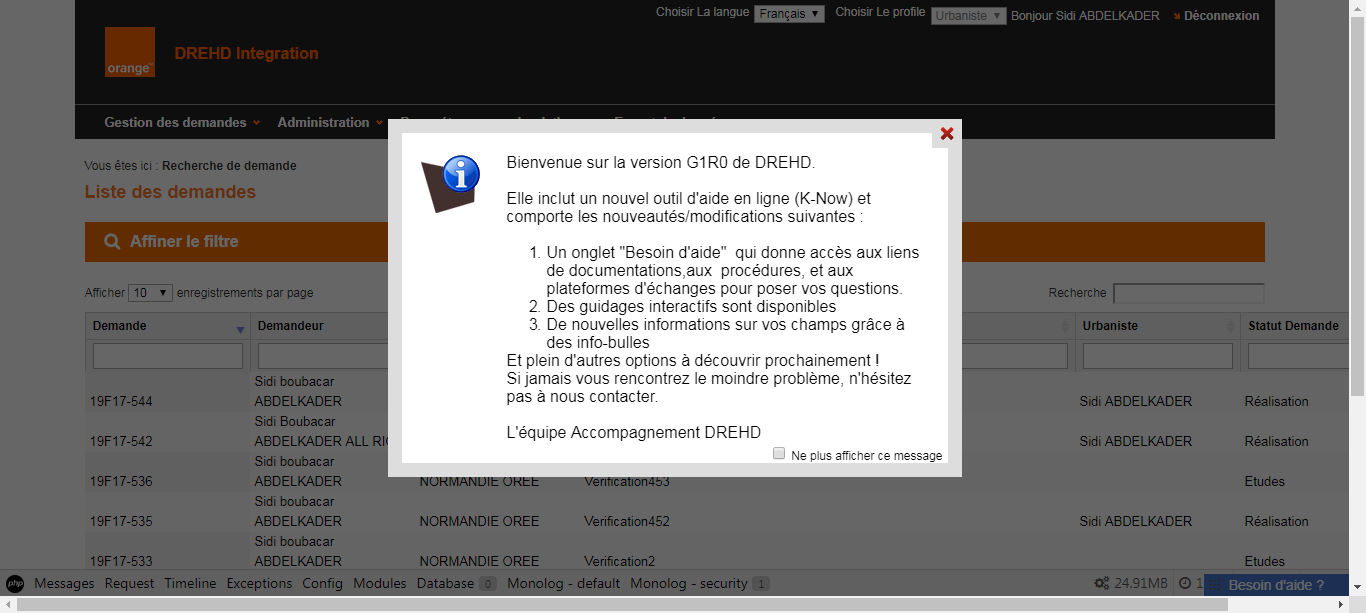 Choisir La langue Français Choisir Le profile Urbaniste Bonjour Sidi ABDELKADER Déconnexion
orange™ DREHD Integration
Gestion des demandes Administration
Vous êtes ici : Recherche de demande
Liste des demandes
Affiner le filtre
Afficher 10 enregistrements par page Recherche
Demande Demandeur Urbaniste Statut Demande
Sidi boubacar
19F17-544 ABDELKADER Sidi ABDELKADER Réalisation
Sidi Boubacar
19F17-542 ABDELKADER ALL Sidi ABDELKADER Réalisation
Sidi boubacar
19F17-536 ABDELKADER NORMANDIE OREE Verification453 Etudes
Sidi boubacar
19F17-535 ABDELKADER NORMANDIE OREE Verification452 Sidi ABDELKADER Réalisation
Sidi boubacar
19F17-533 ABDELKADER NORMANDIE OREE Verification2 Etudes
Bienvenue sur la version G1R0 de DREHD.
Elle inclut un nouvel outil d'aide en ligne (K-Now) et
comporte les nouveautés/modifications suivantes :
1. Un onglet "Besoin d'aide"  qui donne accès aux liens
de documentations,aux  procédures, et aux
plateformes d'échanges pour poser vos questions.
2. Des guidages interactifs sont disponibles
3. De nouvelles informations sur vos champs grâce à
des info-bulles
Et plein d'autres options à découvrir prochainement !
Si jamais vous rencontrez le moindre problème, n'hésitez
pas à nous contacter.
L'équipe Accompagnement DREHD
Ne plus afficher ce message
php Messages Request Timeline Exceptions Config Modules Database 0 Monolog - default Monolog - security 1 24.91MB Besoin d'aide ?